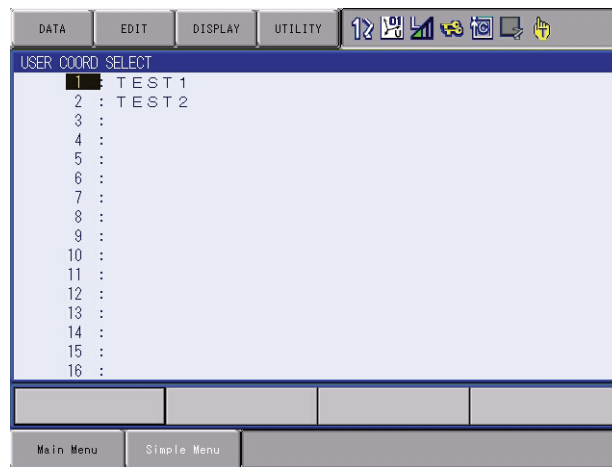 DATA EDIT DISPLAY UTILITY
USER COORD SELECT
1 : TEST1
2 : TEST2
3 :
4 :
5 :
6 :
7 :
8 :
9 :
10 :
11 :
12 :
13 :
14 :
15 :
16 :
Main Menu Simple Menu